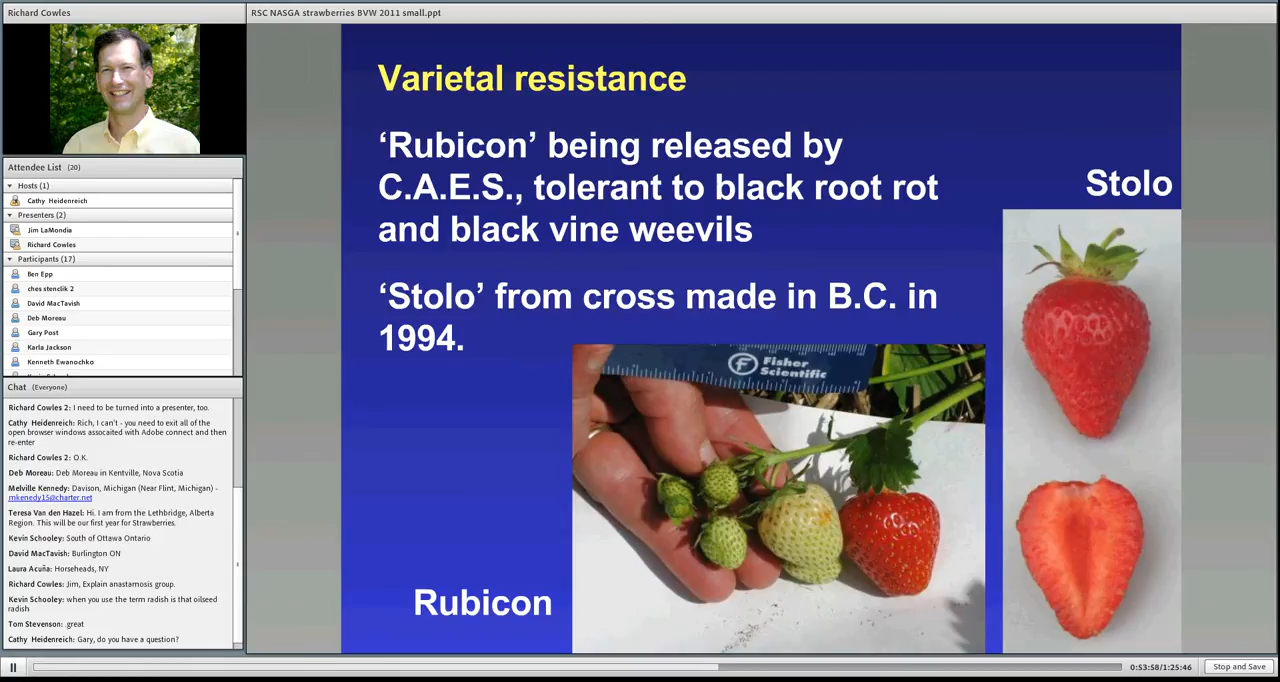 Richard Cowles
RSC NASGA strawberries BVW 2011 small.ppt
Attendee List (20)
Hosts (1)
Cathy Heidenreich
Presenters (2)
Jim LaMondia
Richard Cowles
Participants (17)
Ben Epp
ches stenclik 2
David MacTavish
Deb Moreau
Gary Post
Karla Jackson
Kenneth Ewanochko
Chat (Everyone)
Richard Cowles 2: I need to be turned into a presenter, too.
Cathy Heidenreich: Rich, I can't - you need to exit all of the
open browser windows assocaited with Adobe connect and then
re-enter
Richard Cowles 2: O.K.
Deb Moreau: Deb Moreau in Kentville, Nova Scotia
Melville Kennedy: Davison, Michigan (Near Flint, Michigan) -
mkenedy15@charter.net
Teresa Van den Hazel: Hi. I am from the Lethbridge, Alberta
Region. This will be our first year for Strawberries.
Kevin Schooley: South of Ottawa Ontario
David MacTavish: Burlington ON
Laura Acuña: Horseheads, NY
Richard Cowles: Jim, Explain anastamosis group.
Kevin Schooley: when you use the term radish is that oilseed
radish
Tom Stevenson: .great
Cathy Heidenreich: Gary, do you have a question?
Varietal resistance
‘Rubicon’ being released by
C.A.E.S., tolerant to black root rot
and black vine weevils
‘Stolo’ from cross made in B.C. in
1994.
Stolo
Fisher
Scientific
Rubicon
0:53:58/1:25:46
Stop and Save